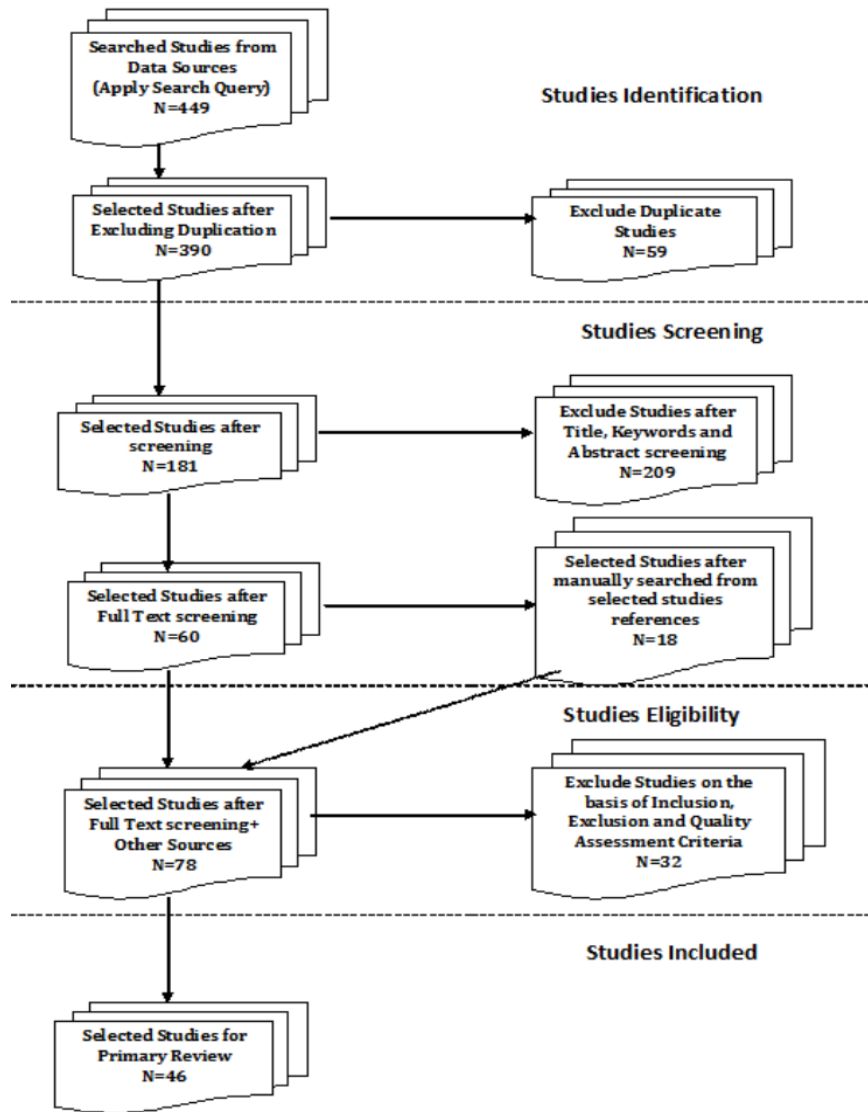 Searched Studies from
Data Sources
(Apply Search Query)
N=449
Studies Identification
Selected Studies after
Excluding Duplication
N=390
Exclude Duplicate
Studies
N=59
Studies Screening
Selected Studies after
screening
N=181
Exclude Studies after
Title, Keywords and
Abstract screening
N=209
Selected Studies after
Full Text screening
N=60
Selected Studies after
manually searched from
selected studies
references
N=18
Studies Eligibility
Selected Studies after
Full Text screening+
Other Sources
N=78
Exclude Studies on the
basis of Inclusion,
Exclusion and Quality
Assessment Criteria
N=32
Studies Included
Selected Studies for
Primary Review
N=46